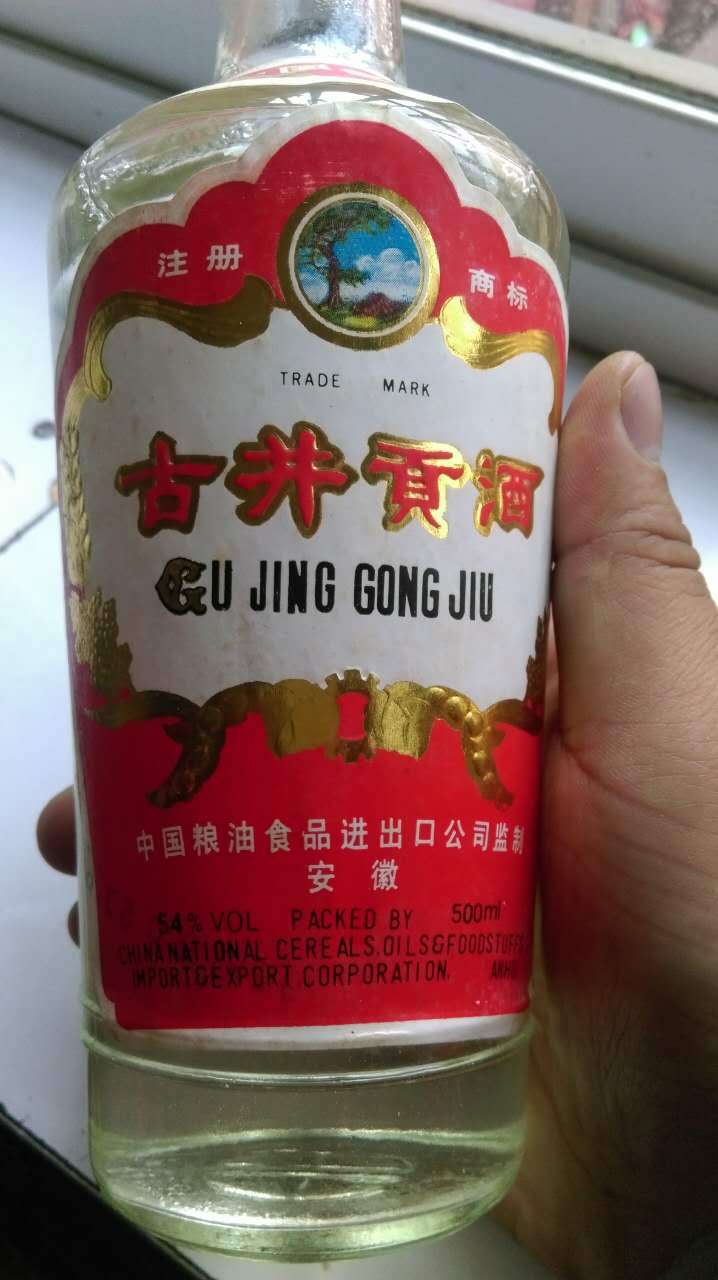 注册 商标
TRADE MARK
古井贡酒
GU JING GONG JIU
中国粮油食品进出口公司监制
安徽
54% VOL PACKED BY 500ml
CHINA NATIONAL CEREALS.OILS&FOODSTUFFS
IMPORT&EXPORT CORPORATION.